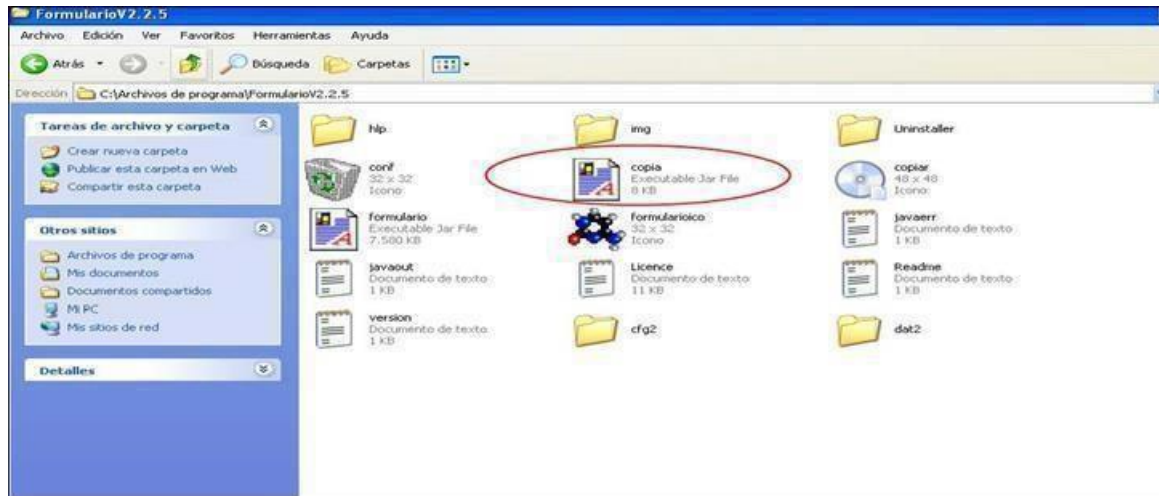 FormularioV2.2.5
Archivo Edición Ver Favoritos Herramientas Ayuda
Atrás Búsqueda Carpetas
Dirección C:\Archivos de programa\FormularioV2.2.5
Tareas de archivo y carpeta
Crear nueva carpeta
Publicar esta carpeta en Web
Compartir esta carpeta
Otros sitios
Archivos de programa
Mis documentos
Documentos compartidos
Mi PC
Mis sitios de red
Detalles
hlp
img
Uninstaller
conf
32 x 32
Icono
copia
Executable Jar File
8 KB
copiar
48 x 48
Icono
formulario
Executable Jar File
7.580 KB
formularioico
32 x 32
Icono
javaerr
Documento de texto
1 KB
javaout
Documento de texto
1 KB
Licence
Documento de texto
11 KB
Readme
Documento de texto
1 KB
version
Documento de texto
1 KB
cfg2
dat2